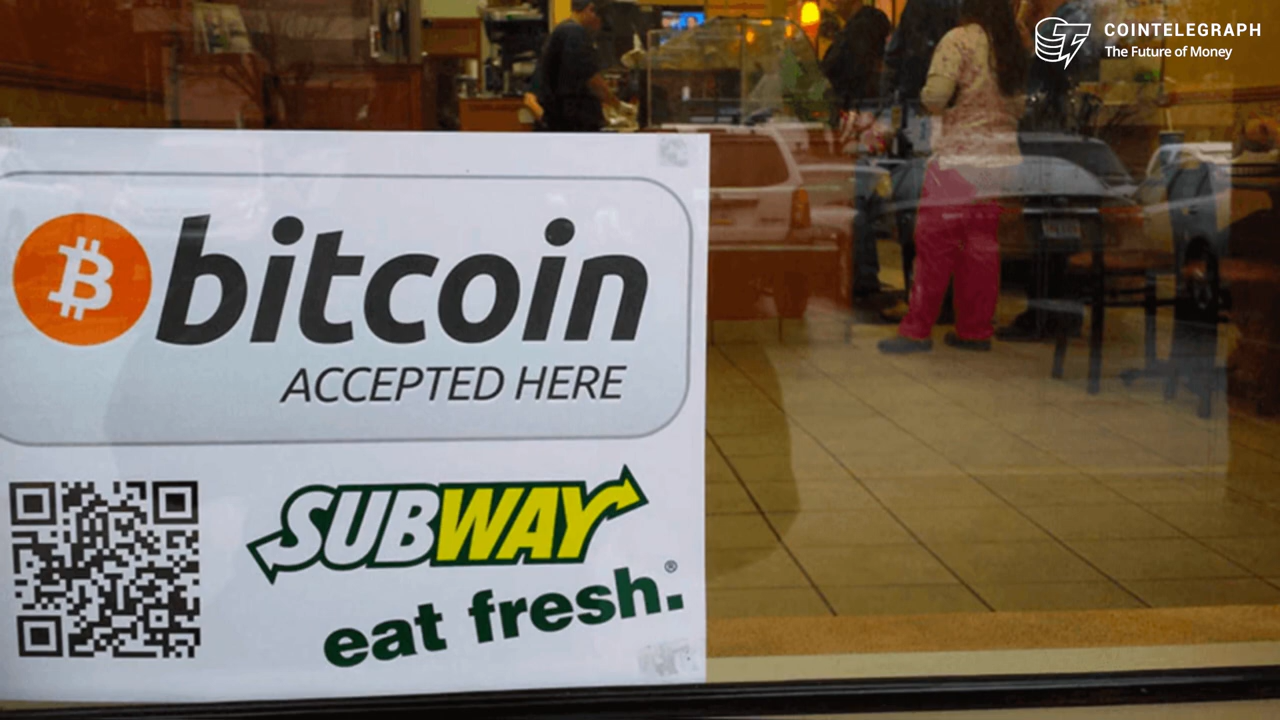 COINTELEGRAPH
The Future of Money
bitcoin
ACCEPTED HERE
SUBWAY®
eat fresh.